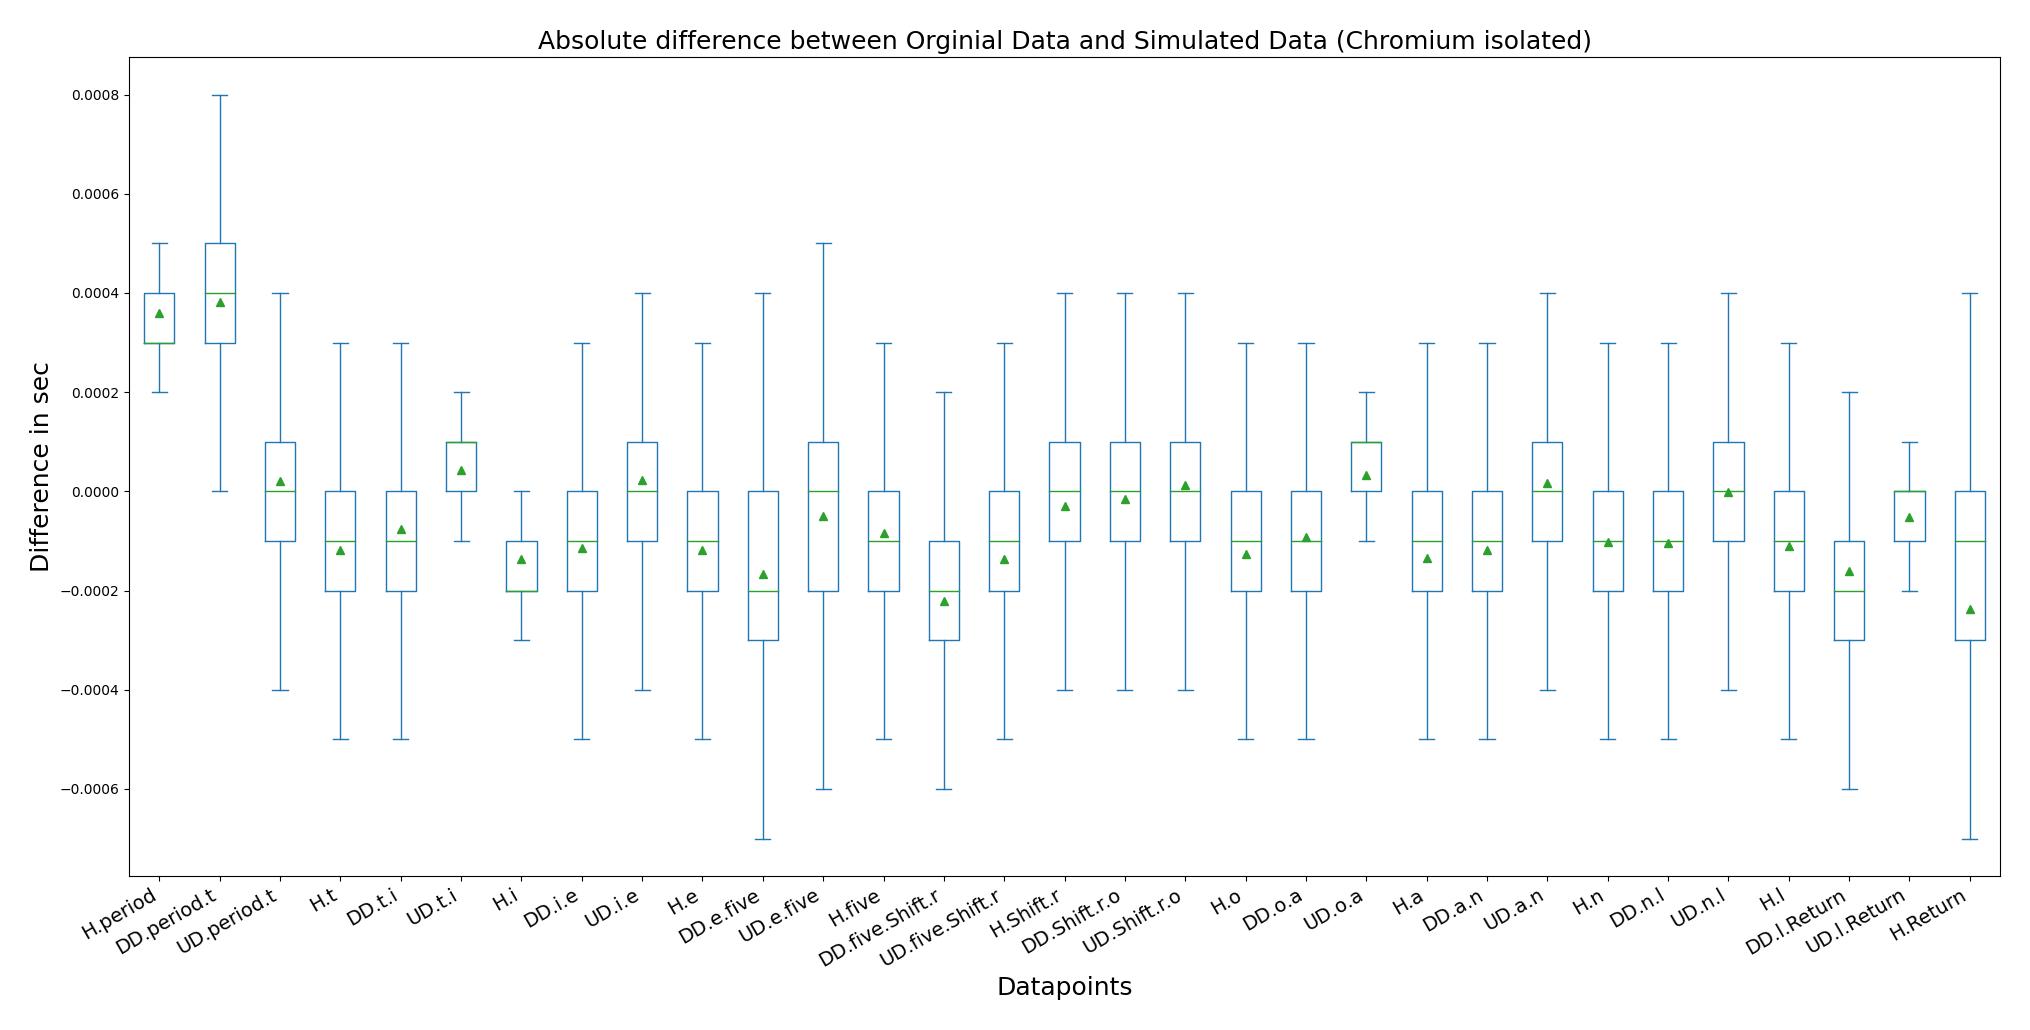 Absolute difference between Orginial Data and Simulated Data (Chromium isolated)
Difference in sec
0.0008
0.0006
0.0004
0.0002
0.0000
−0.0002
−0.0004
−0.0006
H.period
DD.period.t
UD.period.t
H.t
DD.t.i
UD.t.i
H.i
DD.i.e
UD.i.e
H.e
DD.e.five
UD.e.five
H.five
DD.five.Shift.r
UD.five.Shift.r
H.Shift.r
DD.Shift.r.o
UD.Shift.r.o
H.o
DD.o.a
UD.o.a
H.a
DD.a.n
UD.a.n
H.n
DD.n.l
UD.n.l
H.l
DD.l.Return
UD.l.Return
H.Return
Datapoints